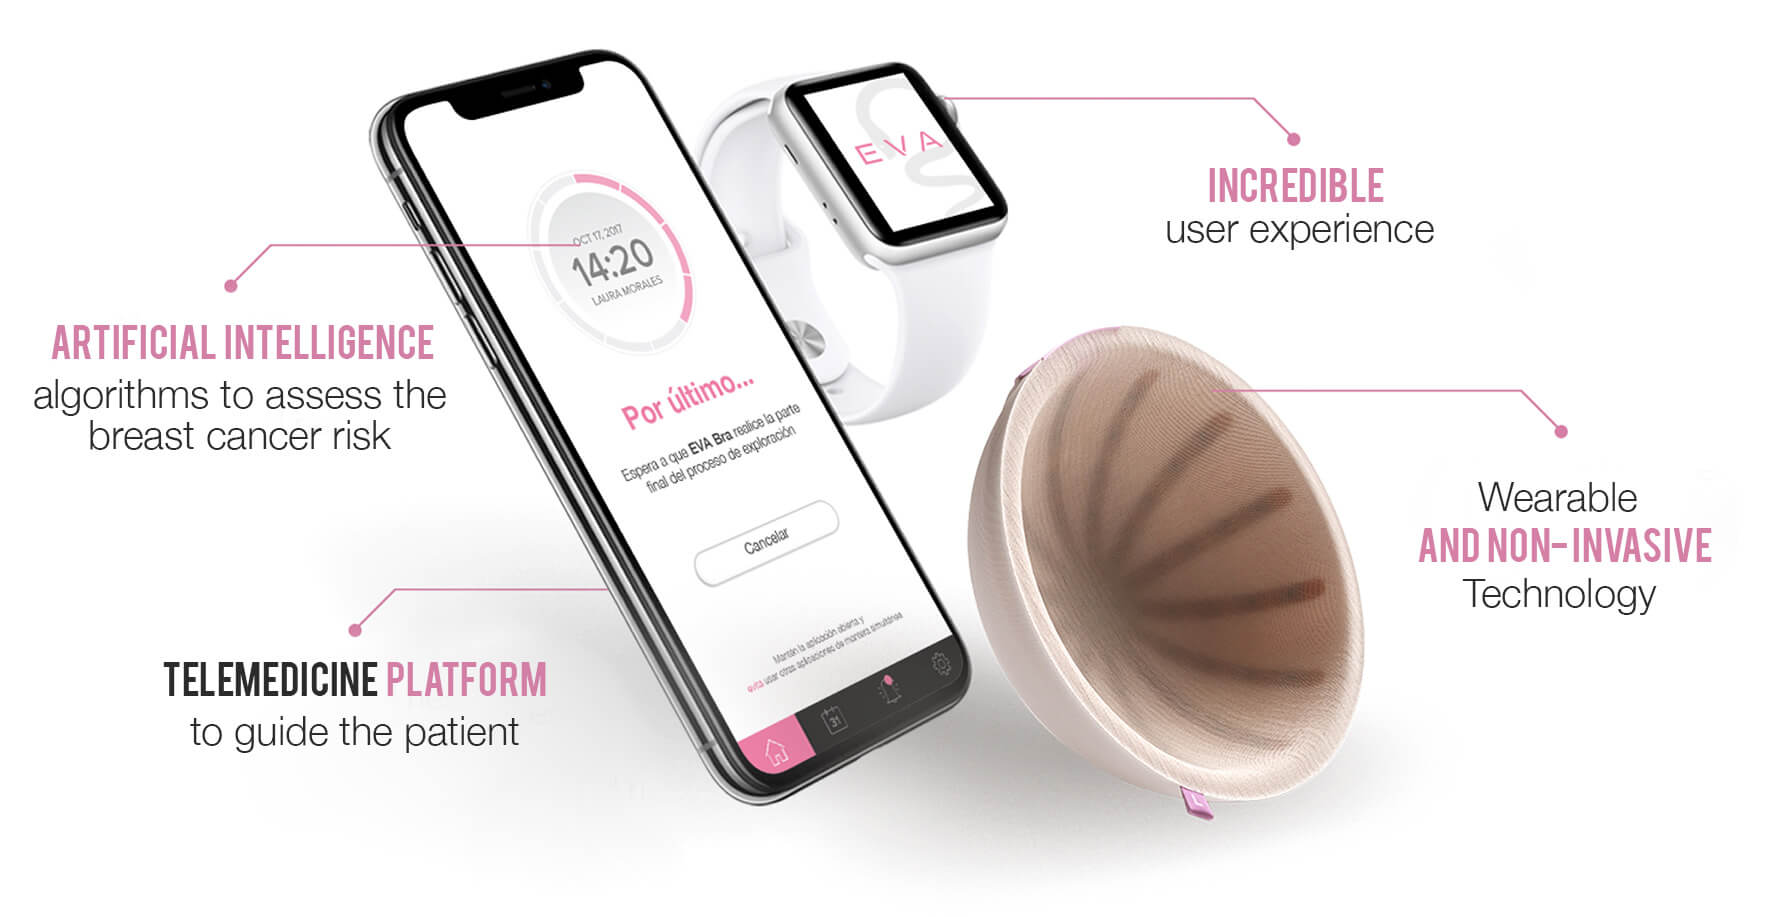 EVA
INCREDIBLE
user experience
OCT 17, 2017
14:20
LAURA MORALES
ARTIFICIAL INTELLIGENCE
algorithms to assess the
breast cancer risk
Por último...
Espera a que EVA Bra realice la parte
final del proceso de exploración
Cancelar
Wearable
AND NON-INVASIVE
Technology
Mantén la aplicación abierta y
evita usar otras aplicaciones de manera simultánea
31
TELEMEDICINE PLATFORM
to guide the patient
L